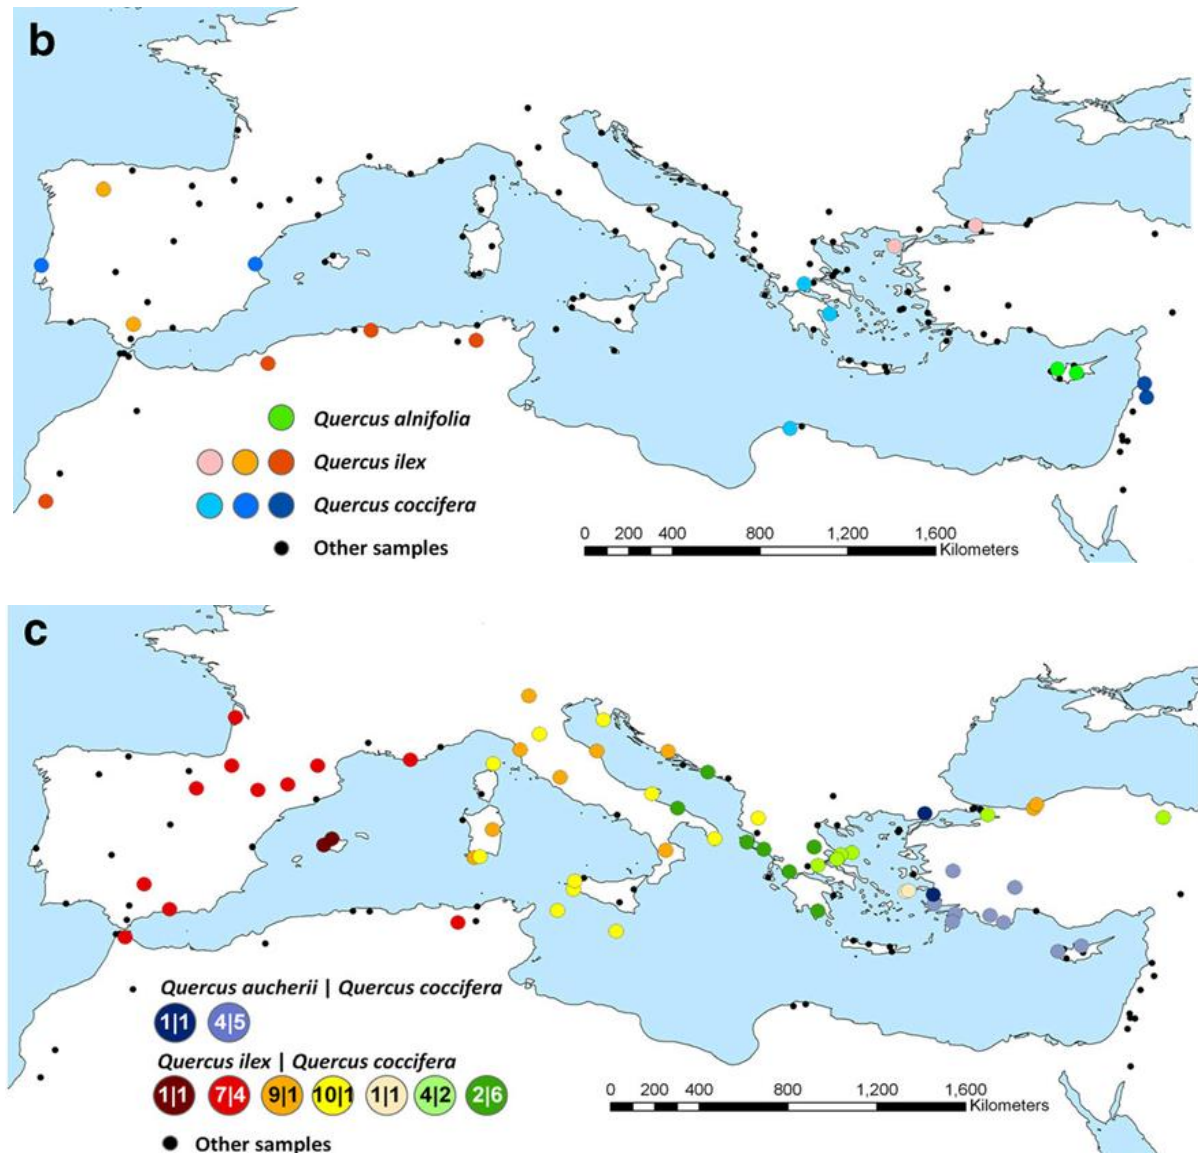 b
Quercus alnifolia
Quercus ilex
Quercus coccifera
Other samples
0 200 400 800 1,200 1,600
Kilometers
c
Quercus aucherii | Quercus coccifera
1|1 4|5
Quercus ilex | Quercus coccifera
1|1 7|4 9|1 10|1 1|1 4|2 2|6
Other samples
0 200 400 800 1,200 1,600
Kilometers